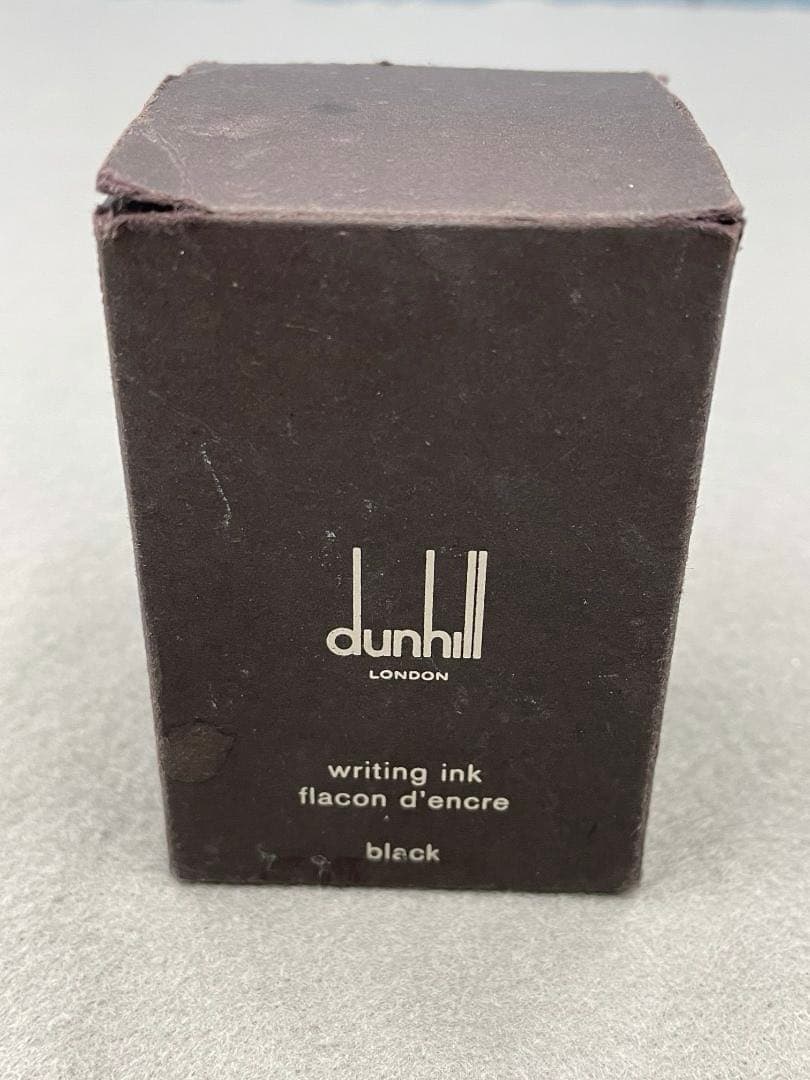 dunhill
LONDON
writing ink
flacon d'encre
black